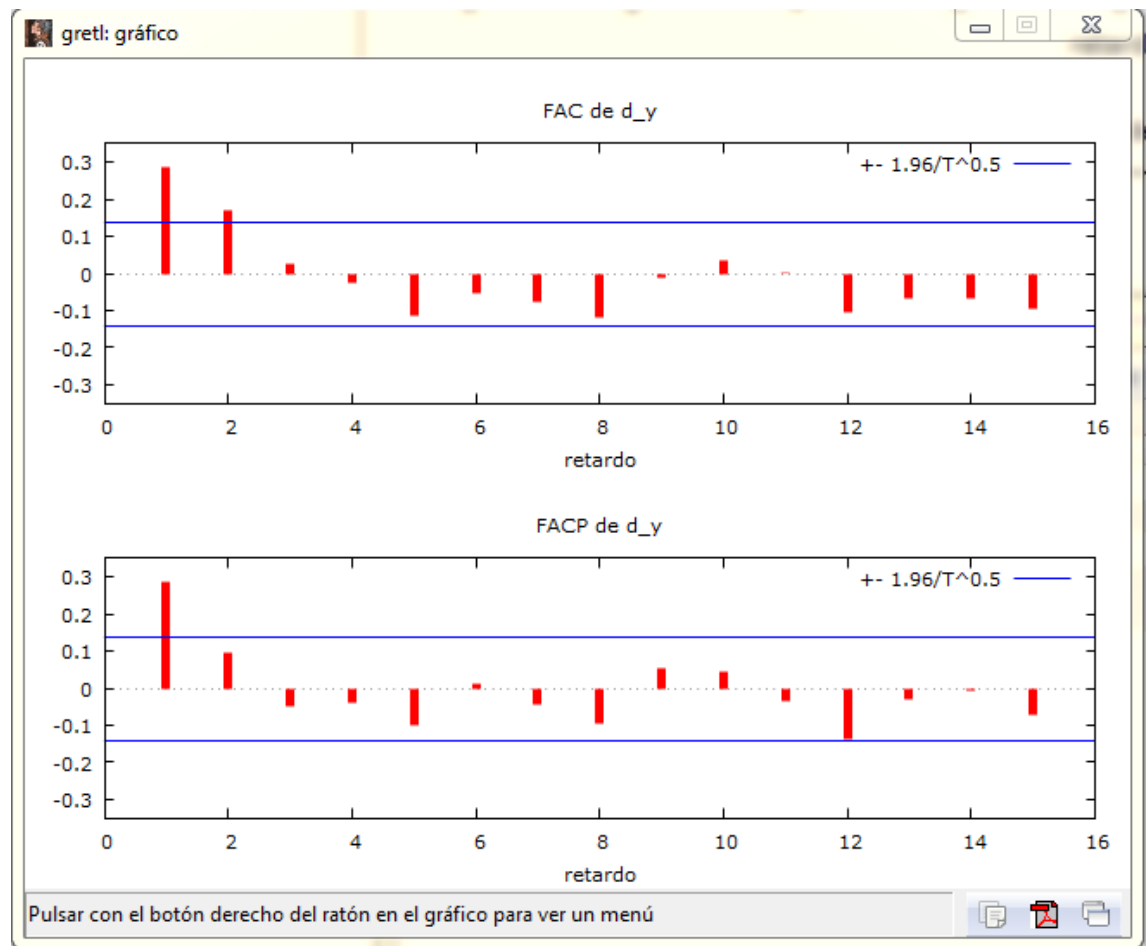 gretl: gráfico
FAC de d_y
+- 1.96/T^0.5
0.3
0.2
0.1
0
-0.1
-0.2
-0.3
0 2 4 6 8 10 12 14 16
retardo
FACP de d_y
+- 1.96/T^0.5
0.3
0.2
0.1
0
-0.1
-0.2
-0.3
0 2 4 6 8 10 12 14 16
retardo
Pulsar con el botón derecho del ratón en el gráfico para ver un menú